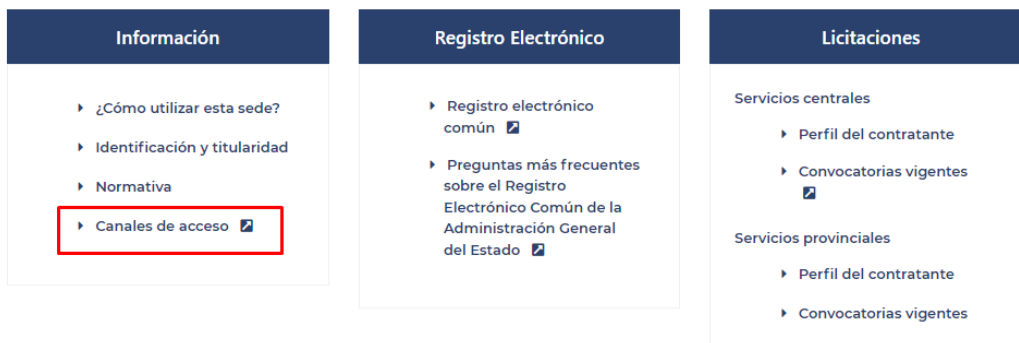 Información
¿Cómo utilizar esta sede?
Identificación y titularidad
Normativa
Canales de acceso
Registro Electrónico
Registro electrónico
común
Preguntas más frecuentes
sobre el Registro
Electrónico Común de la
Administración General
del Estado
Licitaciones
Servicios centrales
Perfil del contratante
Convocatorias vigentes
Servicios provinciales
Perfil del contratante
Convocatorias vigentes